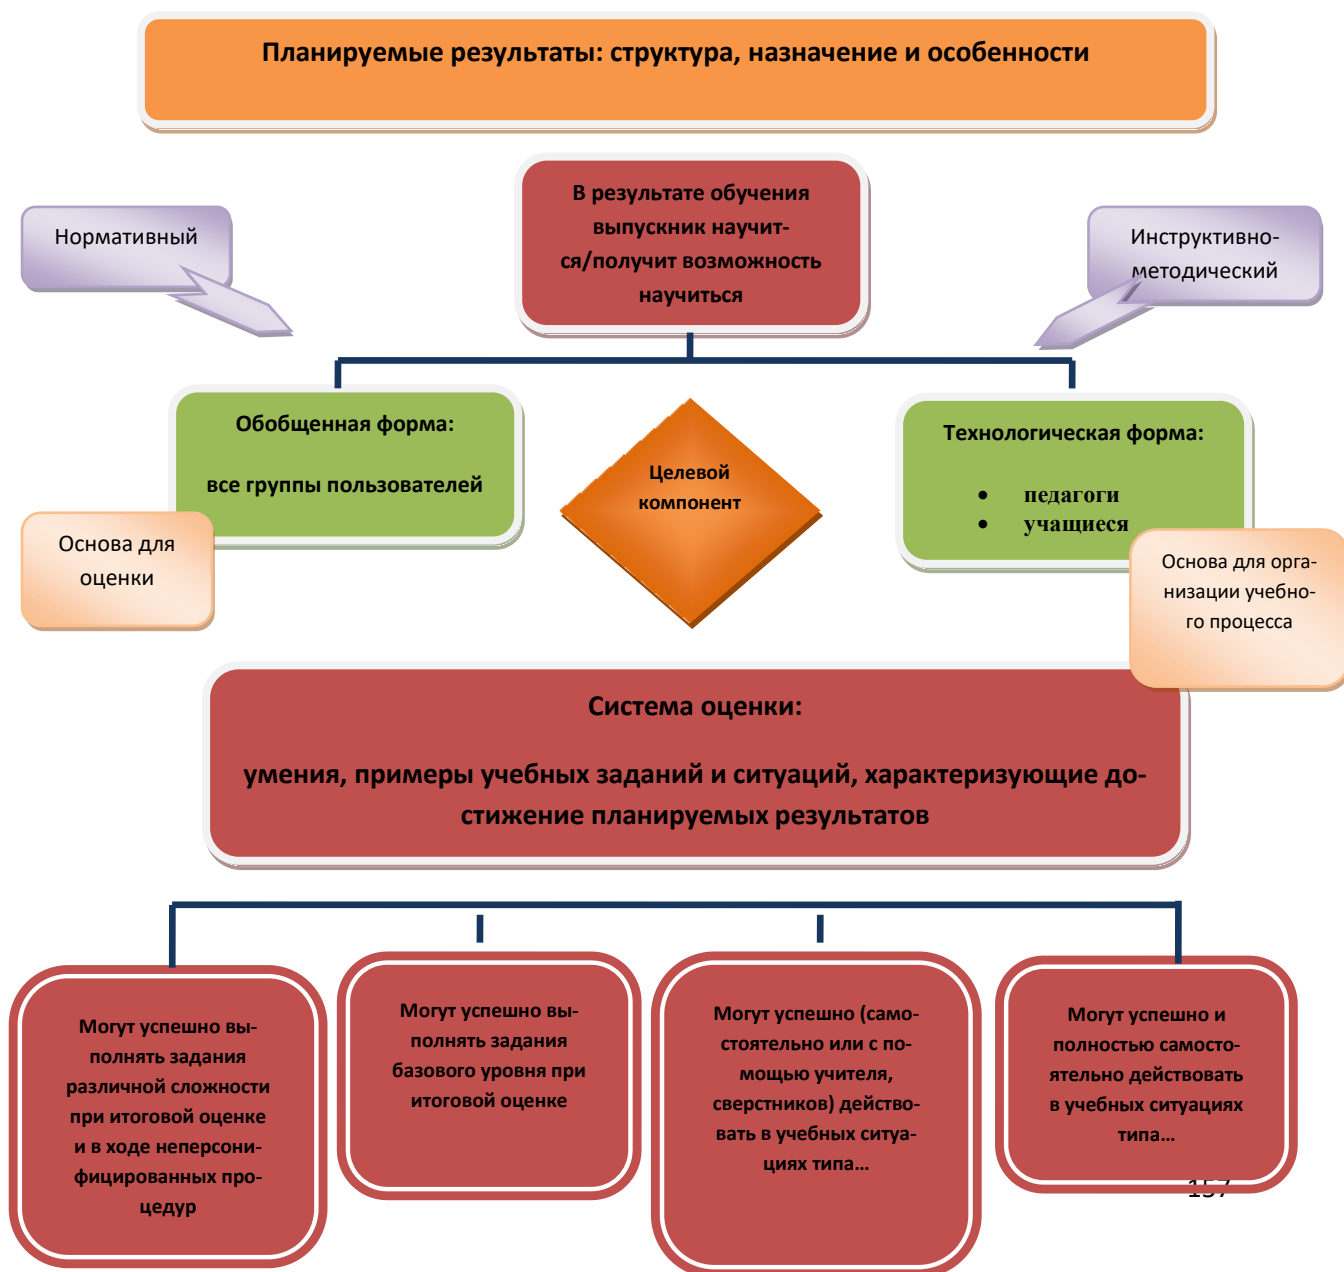 Планируемые результаты: структура, назначение и особенности
В результате обучения
выпускник научит-
ся/получит возможность
научиться
Нормативный
Инструктивно-
методический
Обобщенная форма:
все группы пользователей
Целевой
компонент
Технологическая форма:
• педагоги
• учащиеся
Основа для
оценки
Основа для орга-
низации учебно-
го процесса
Система оценки:
умения, примеры учебных заданий и ситуаций, характеризующие до-
стижение планируемых результатов
Могут успешно вы-
полнять задания
различной сложности
при итоговой оценке
и в ходе неперсони-
фицированных про-
цедур
Могут успешно вы-
полнять задания
базового уровня при
итоговой оценке
Могут успешно (само-
стоятельно или с по-
мощью учителя,
сверстников) действо-
вать в учебных ситуа-
циях типа…
Могут успешно и
полностью самосто-
ятельно действовать
в учебных ситуациях
типа…
157